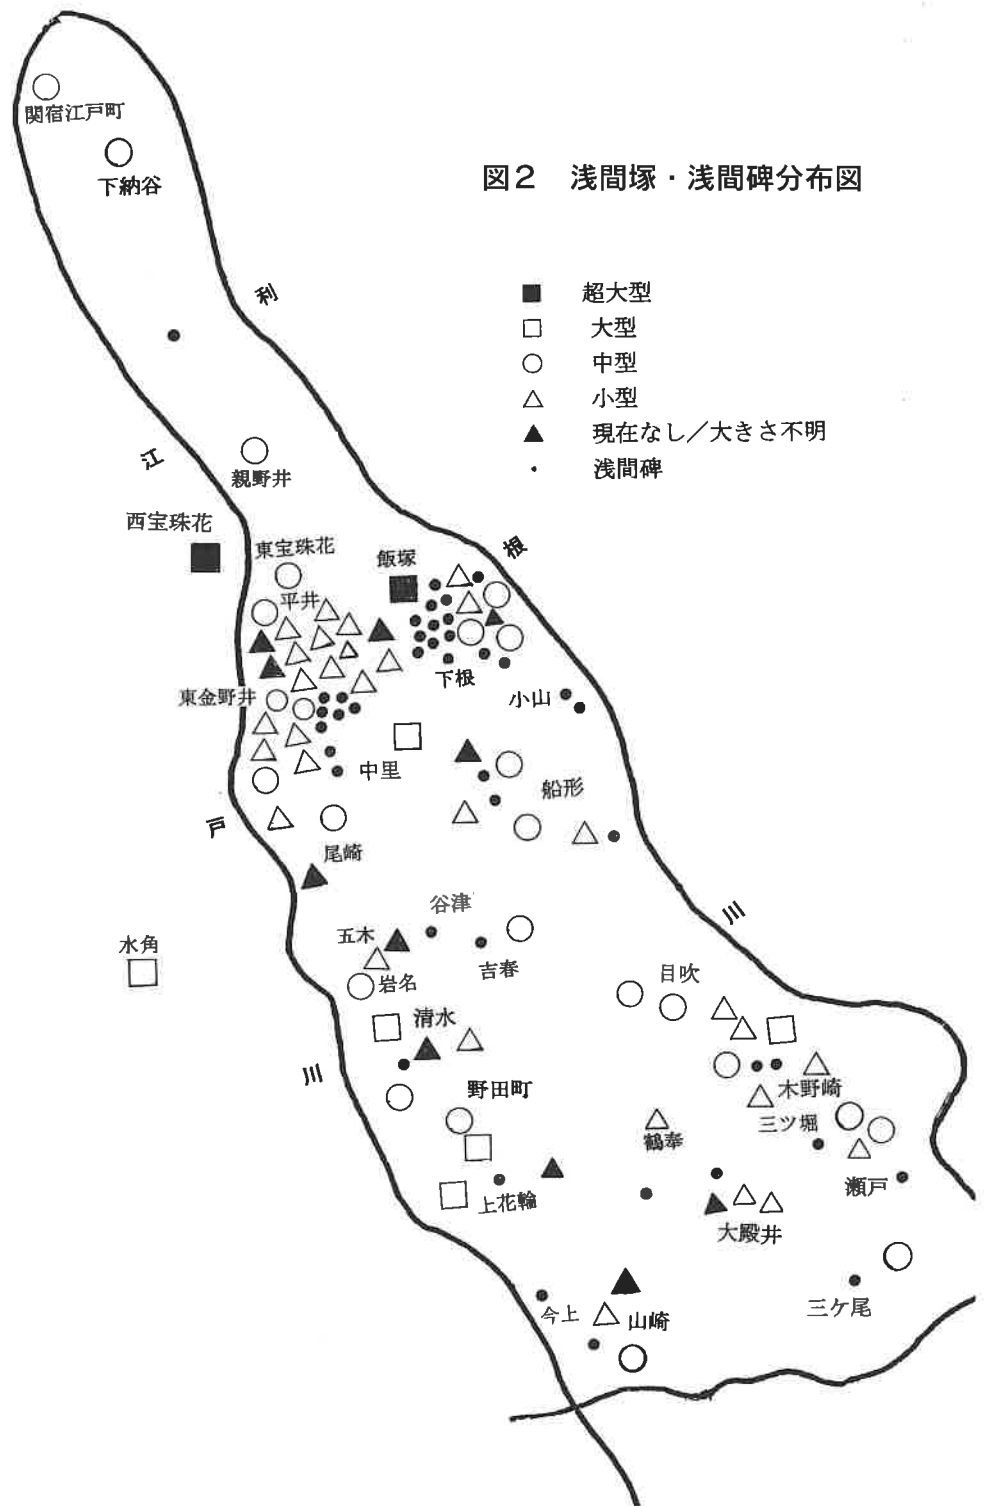 図2　浅間塚・浅間碑分布図
超大型
大型
中型
小型
現在なし／大きさ不明
浅間碑
関宿江戸町
下納谷
利
江
親野井
西宝珠花
東宝珠花
飯塚
根
平井
下根
東金野井
小山
中里
船形
戸
尾崎
谷津
川
五木
水角
吉春
岩名
目吹
清水
川
野田町
木野崎
三ツ堀
鶴奉
瀬戸
上花輪
大殿井
三ケ尾
今上
山崎